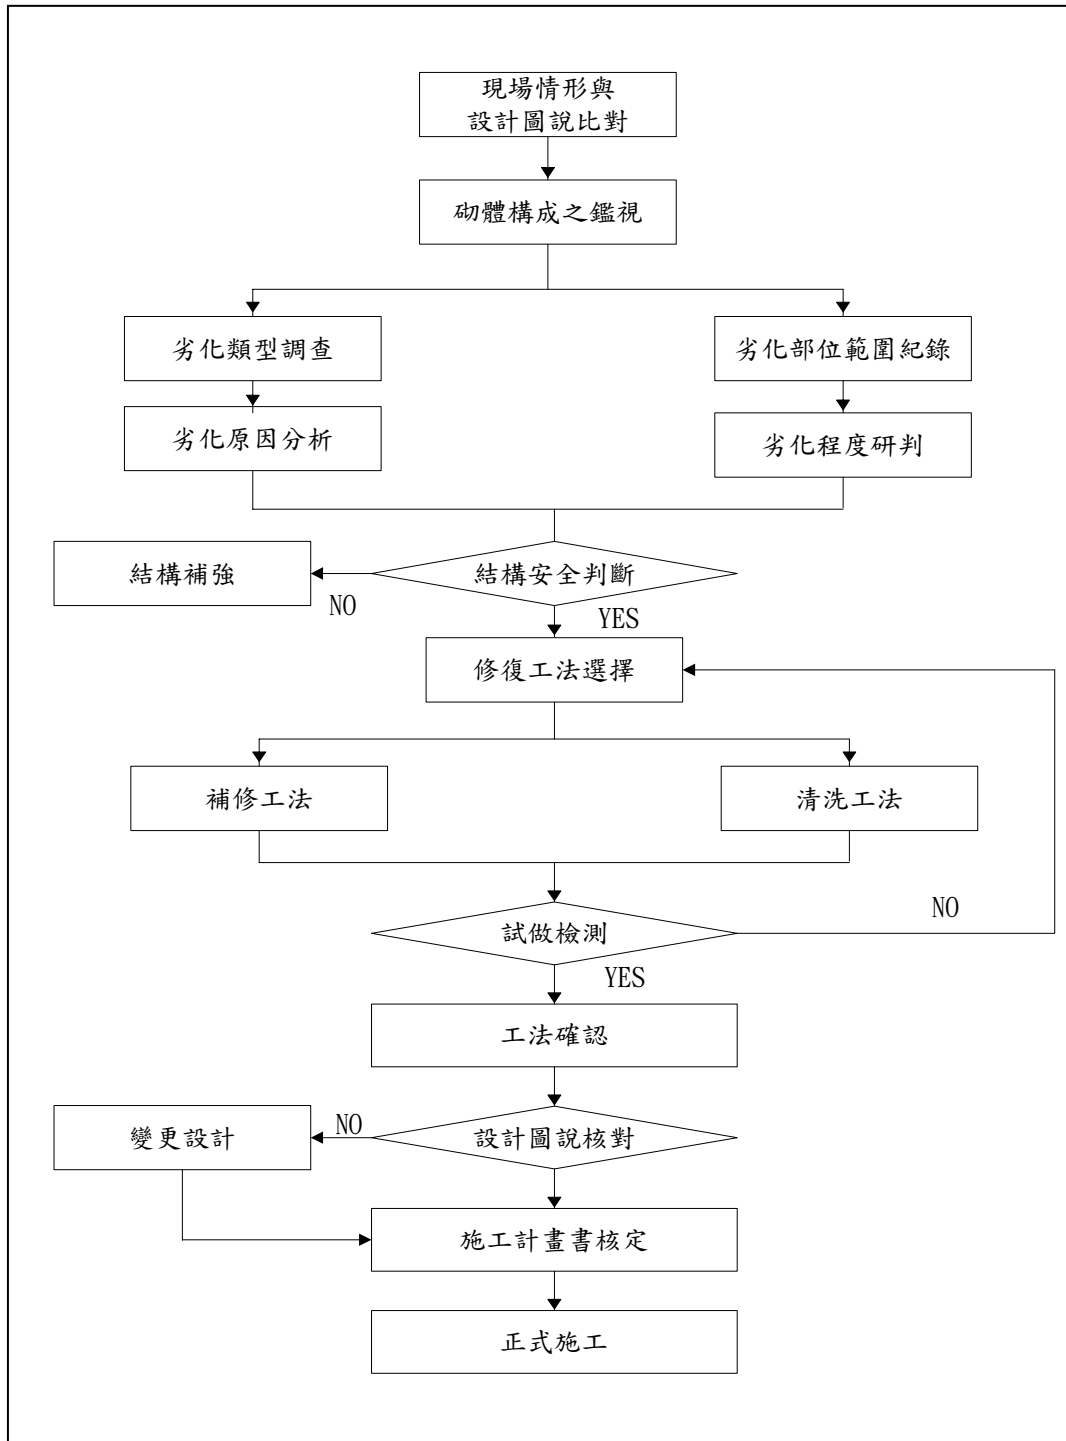 現場情形與
設計圖說比對
砌體構成之鑑視
劣化類型調查
劣化部位範圍紀錄
劣化原因分析
劣化程度研判
結構補強
結構安全判斷
NO
YES
修復工法選擇
補修工法
清洗工法
試做檢測
NO
YES
工法確認
變更設計
NO
設計圖說核對
施工計畫書核定
正式施工